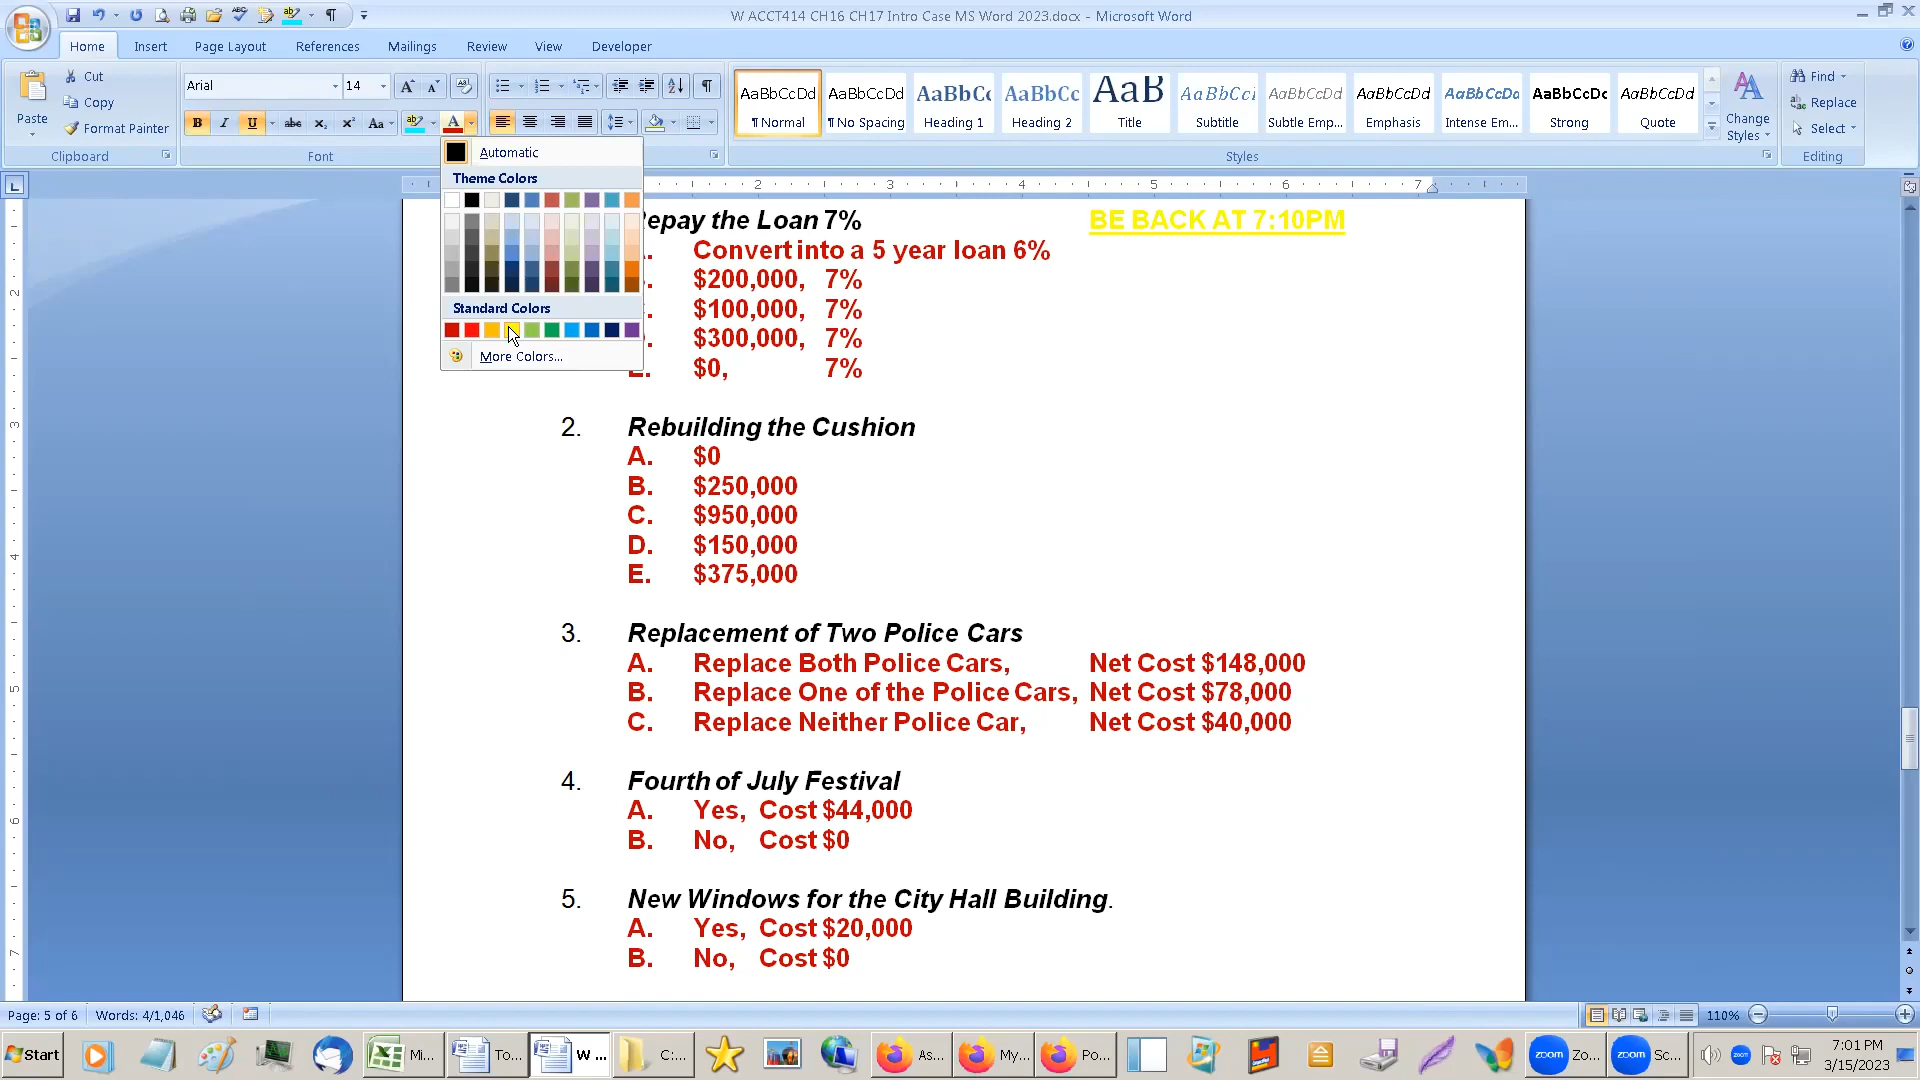 W ACCT414 CH16 CH17 Intro Case MS Word 2023.docx - Microsoft Word
Home Insert Page Layout References Mailings Review View Developer
Paste
Cut
Copy
Format Painter
Clipboard
Arial 14
Font
AaBbCcDd AaBbCcDd AaBbCc AaBbCc AaB AaBbCcI AaBbCcDd AaBbCcDd AaBbCcDd AaBbCcDc AaBbCcDd
¶ Normal ¶ No Spacing Heading 1 Heading 2 Title Subtitle Subtle Emp... Emphasis Intense Em... Strong Quote
Styles
Change Styles
Find
Replace
Select
Editing
Automatic
Theme Colors
Standard Colors
More Colors...
2 3 4 5 6 7
epay the Loan 7% BE BACK AT 7:10PM
Convert into a 5 year loan 6%
$200,000, 7%
$100,000, 7%
$300,000, 7%
E. $0, 7%
2. Rebuilding the Cushion
A. $0
B. $250,000
C. $950,000
D. $150,000
E. $375,000
3. Replacement of Two Police Cars
A. Replace Both Police Cars, Net Cost $148,000
B. Replace One of the Police Cars, Net Cost $78,000
C. Replace Neither Police Car, Net Cost $40,000
4. Fourth of July Festival
A. Yes, Cost $44,000
B. No, Cost $0
5. New Windows for the City Hall Building.
A. Yes, Cost $20,000
B. No, Cost $0
Page: 5 of 6 Words: 4/1,046 110%
Start Mi... To... W ... C:... As... My... Po... zoom Zo... zoom Sc... 7:01 PM
3/15/2023